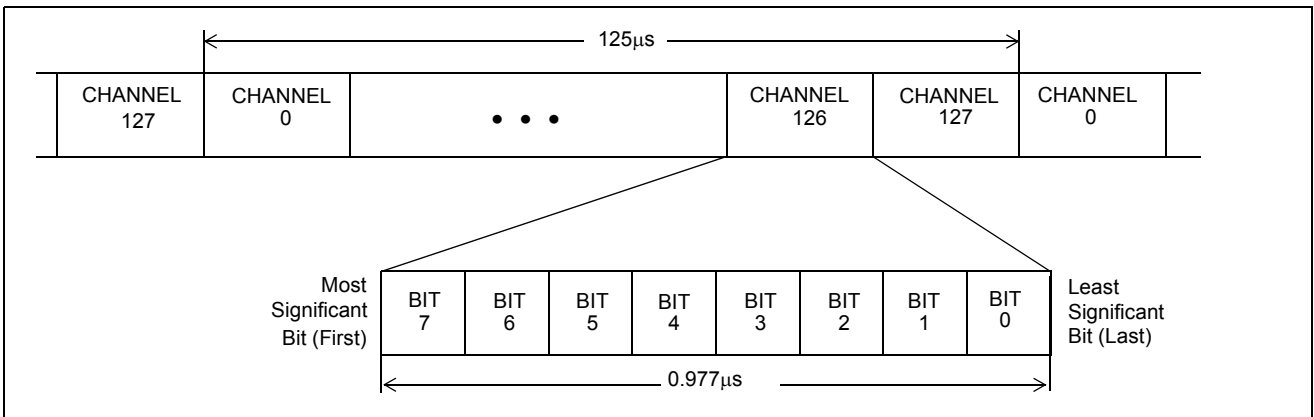 125μs
CHANNEL 127
CHANNEL 0
• • •
CHANNEL 126
CHANNEL 127
CHANNEL 0
Most
Significant
Bit (First)
BIT 7
BIT 6
BIT 5
BIT 4
BIT 3
BIT 2
BIT 1
BIT 0
Least
Significant
Bit (Last)
0.977μs